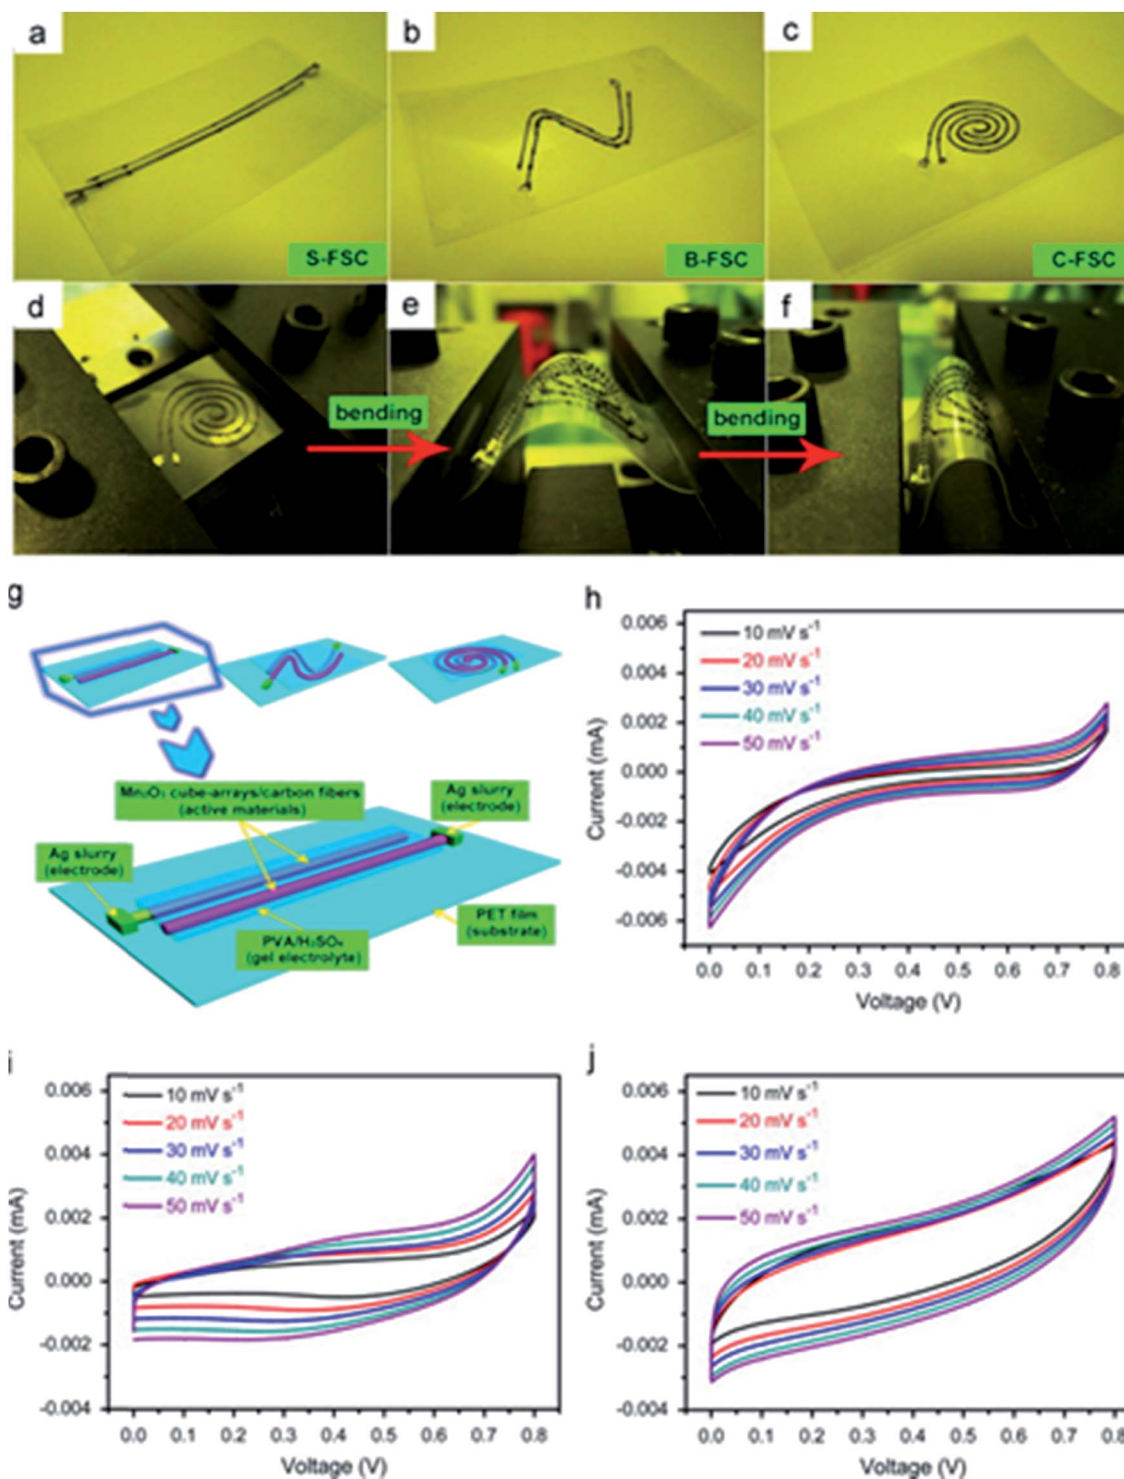 a
b
c
S-FSC
B-FSC
C-FSC
d
e
f
bending
bending
g
Mn₂O₃ cube-arrays/carbon fibers
(active materials)
Ag slurry
(electrode)
Ag slurry
(electrode)
PET film
(substrate)
PVA/H₂SO₄
(gel electrolyte)
h
0.006
0.004
0.002
0.000
-0.002
-0.004
-0.006
Current (mA)
10 mV s⁻¹
20 mV s⁻¹
30 mV s⁻¹
40 mV s⁻¹
50 mV s⁻¹
0.0 0.1 0.2 0.3 0.4 0.5 0.6 0.7 0.8
Voltage (V)
i
0.006
0.004
0.002
0.000
-0.002
-0.004
Current (mA)
10 mV s⁻¹
20 mV s⁻¹
30 mV s⁻¹
40 mV s⁻¹
50 mV s⁻¹
0.0 0.1 0.2 0.3 0.4 0.5 0.6 0.7 0.8
Voltage (V)
j
0.006
0.004
0.002
0.000
-0.002
-0.004
Current (mA)
10 mV s⁻¹
20 mV s⁻¹
30 mV s⁻¹
40 mV s⁻¹
50 mV s⁻¹
0.0 0.1 0.2 0.3 0.4 0.5 0.6 0.7 0.8
Voltage (V)